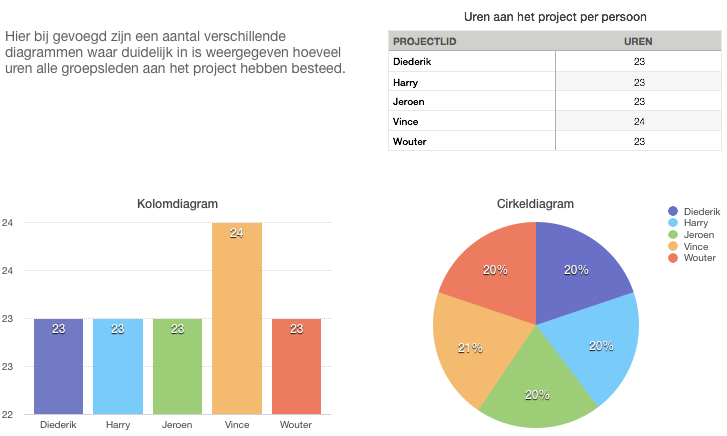 Hier bij gevoegd zijn een aantal verschillende
diagrammen waar duidelijk in is weergegeven hoeveel
uren alle groepsleden aan het project hebben besteed.
Uren aan het project per persoon
PROJECTLID UREN
Diederik 23
Harry 23
Jeroen 23
Vince 24
Wouter 23
Kolomdiagram
24
24
23
23
22
23 23 23 24 23
Diederik Harry Jeroen Vince Wouter
Cirkeldiagram
20% 20%
21% 20%
20%
Diederik
Harry
Jeroen
Vince
Wouter